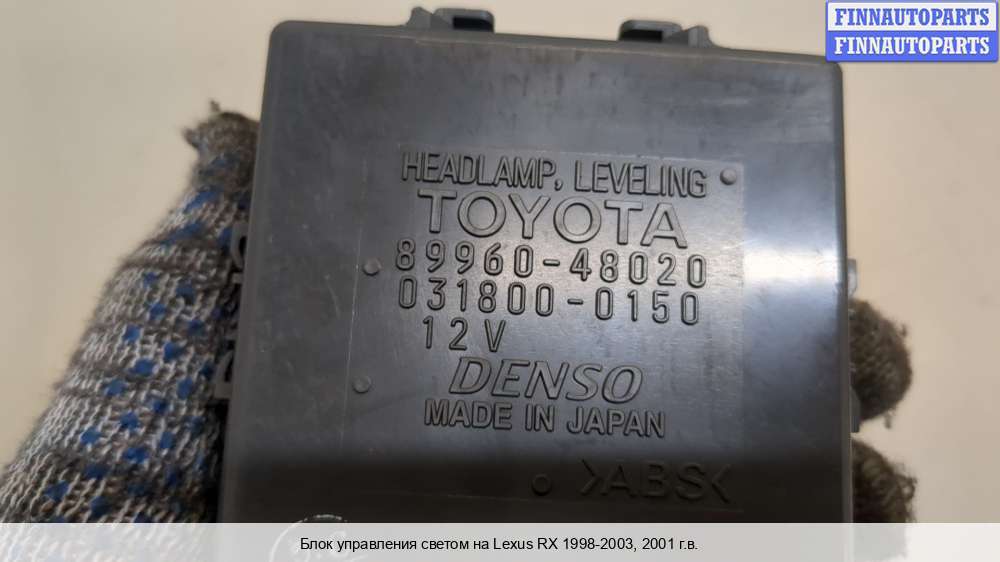 FINNAUTOPARTS
FINNAUTOPARTS
HEADLAMP, LEVELING
TOYOTA
89960-48020
031800-0150
12V
DENSO
MADE IN JAPAN
>ABS<
Блок управления светом на Lexus RX 1998-2003, 2001 г.в.